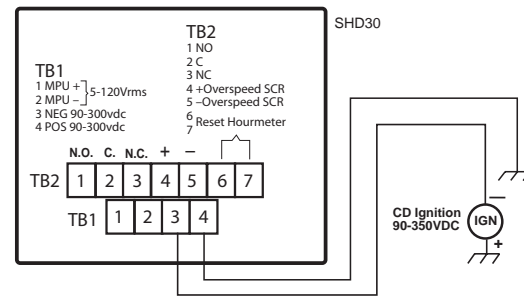 SHD30
TB2
1 NO
2 C
3 NC
4 +Overspeed SCR
5 –Overspeed SCR
6
7 Reset Hourmeter
TB1
1 MPU +
2 MPU –
5-120Vrms
3 NEG 90-300vdc
4 POS 90-300vdc
N.O. C. N.C. + –
TB2 1 2 3 4 5 6 7
TB1 1 2 3 4
CD Ignition
90-350VDC
–
IGN
+